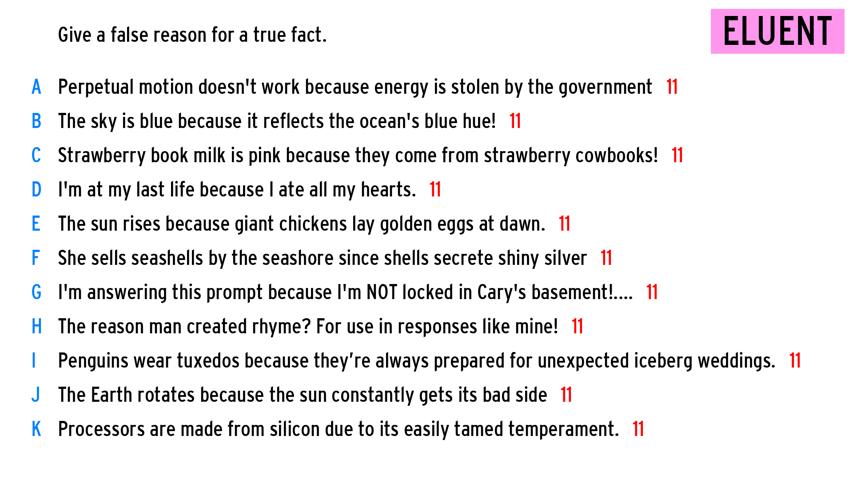 Give a false reason for a true fact.
ELUENT
A Perpetual motion doesn't work because energy is stolen by the government 11
B The sky is blue because it reflects the ocean's blue hue! 11
C Strawberry book milk is pink because they come from strawberry cowbooks! 11
D I'm at my last life because I ate all my hearts. 11
E The sun rises because giant chickens lay golden eggs at dawn. 11
F She sells seashells by the seashore since shells secrete shiny silver 11
G I'm answering this prompt because I'm NOT locked in Cary's basement!.... 11
H The reason man created rhyme? For use in responses like mine! 11
I Penguins wear tuxedos because they’re always prepared for unexpected iceberg weddings. 11
J The Earth rotates because the sun constantly gets its bad side 11
K Processors are made from silicon due to its easily tamed temperament. 11